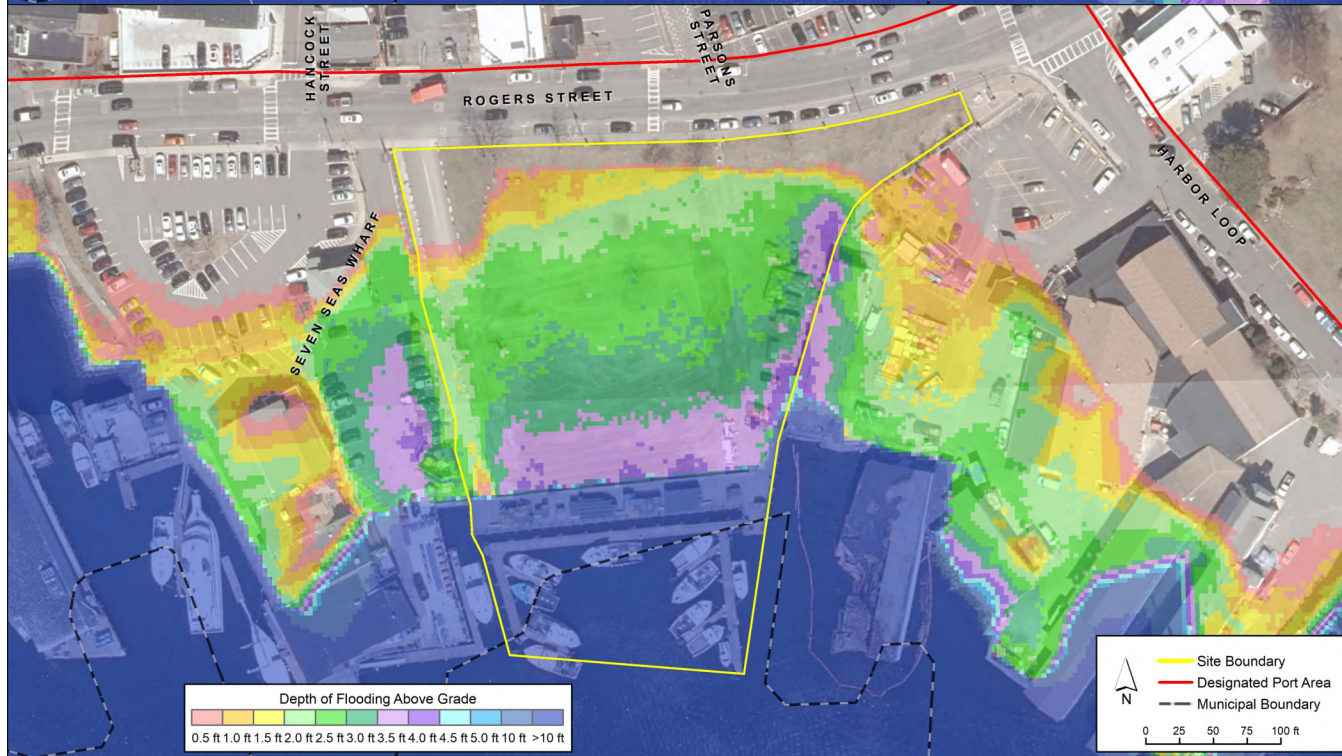 HANCOCK
STREET
PARSONS
STREET
ROGERS STREET
HARBOR LOOP
SEVEN SEAS WHARF
Depth of Flooding Above Grade
0.5 ft 1.0 ft 1.5 ft 2.0 ft 2.5 ft 3.0 ft 3.5 ft 4.0 ft 4.5 ft 5.0 ft 10 ft >10 ft
Site Boundary
Designated Port Area
Municipal Boundary
N
0 25 50 100 ft